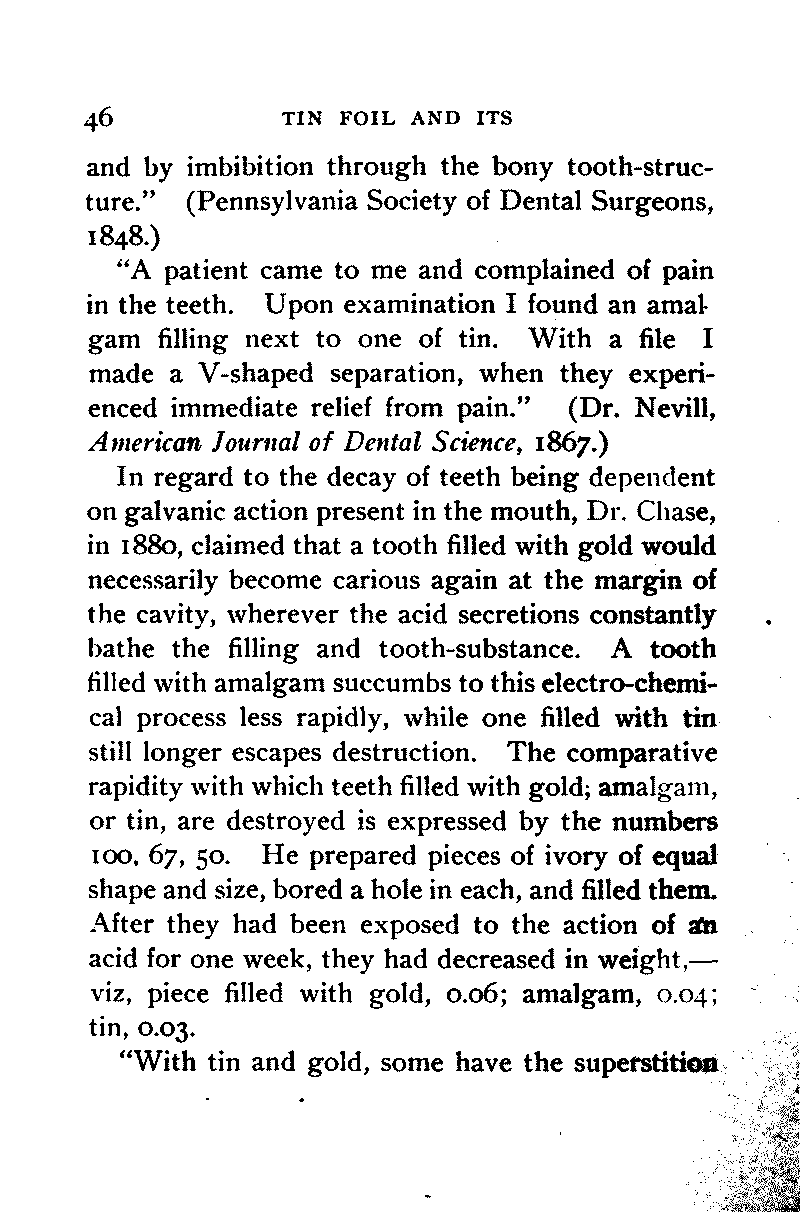 46 TIN FOIL AND ITS
and by imbibition through the bony tooth-struc-
ture.” (Pennsylvania Society of Dental Surgeons,
1848.)
“A patient came to me and complained of pain
in the teeth. Upon examination I found an amal-
gam filling next to one of tin. With a file I
made a V-shaped separation, when they experi-
enced immediate relief from pain.” (Dr. Nevill,
American Journal of Dental Science, 1867.)
In regard to the decay of teeth being dependent
on galvanic action present in the mouth, Dr. Chase,
in 1880, claimed that a tooth filled with gold would
necessarily become carious again at the margin of
the cavity, wherever the acid secretions constantly
bathe the filling and tooth-substance. A tooth
filled with amalgam succumbs to this electro-chemi-
cal process less rapidly, while one filled with tin
still longer escapes destruction. The comparative
rapidity with which teeth filled with gold; amalgam,
or tin, are destroyed is expressed by the numbers
100, 67, 50. He prepared pieces of ivory of equal
shape and size, bored a hole in each, and filled them.
After they had been exposed to the action of an
acid for one week, they had decreased in weight,—
viz, piece filled with gold, 0.06; amalgam, 0.04;
tin, 0.03.
“With tin and gold, some have the superstition